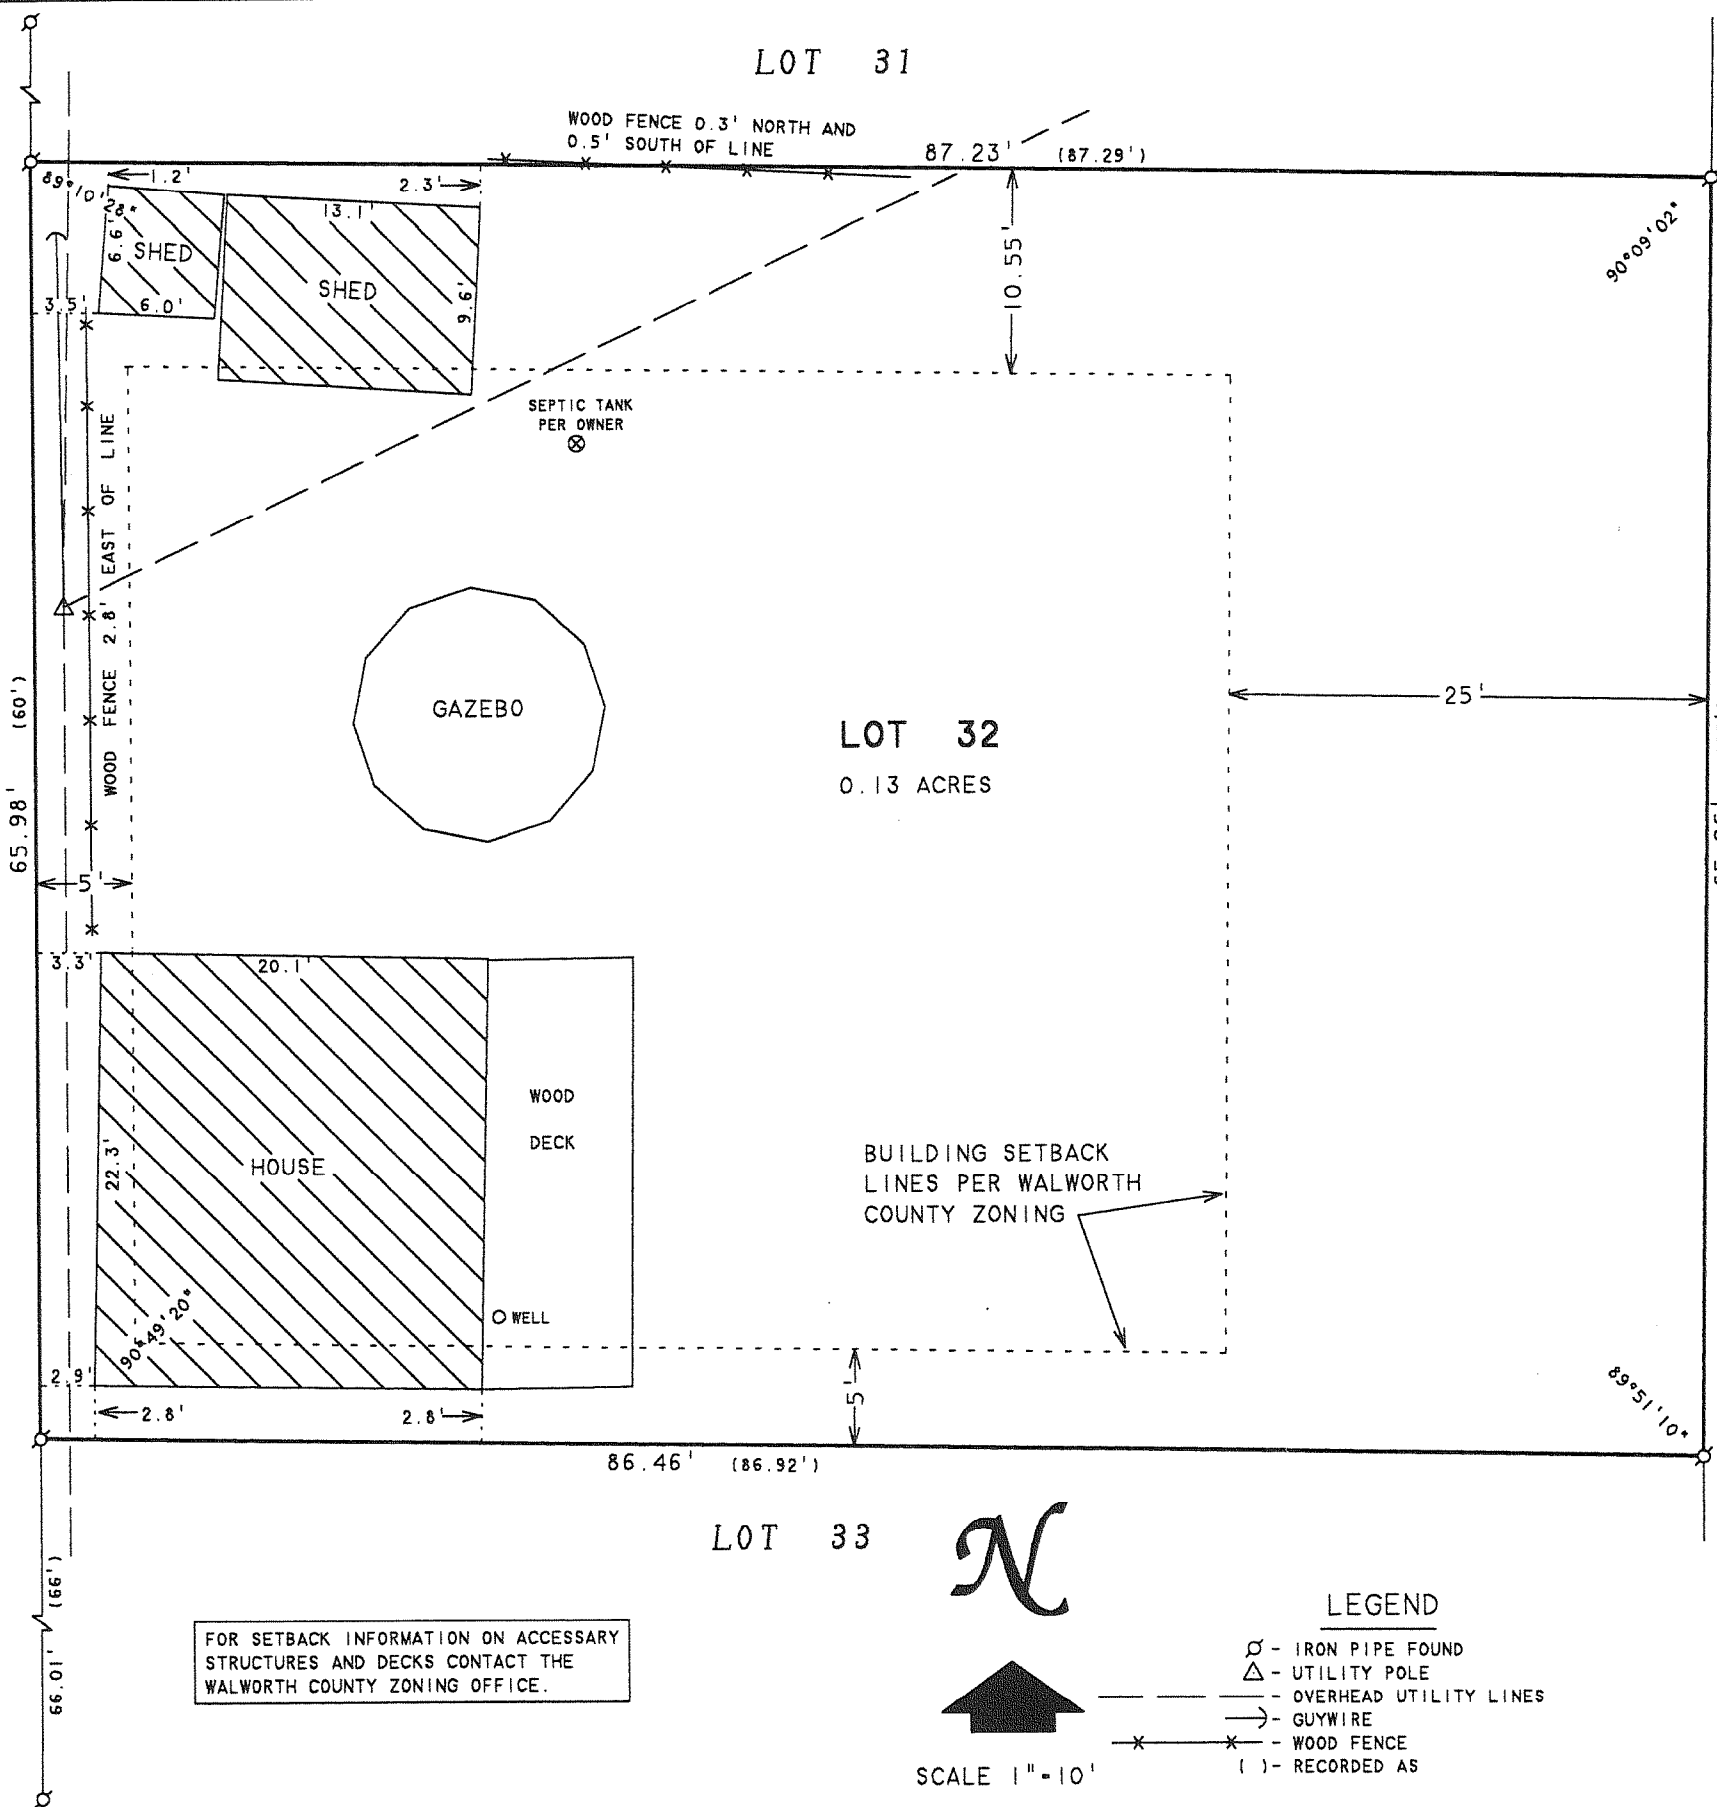 LOT 31
WOOD FENCE 0.3' NORTH AND
0.5' SOUTH OF LINE
87.23' (87.29')
89°10'28"
1.2'
2.3'
90°09'02"
13.1'
6.6'
SHED
SHED
9.6'
10.55'
3.5'
6.0'
SEPTIC TANK
PER OWNER
WOOD FENCE 2.8' EAST OF LINE
65.98' (60')
GAZEBO
25'
LOT 32
0.13 ACRES
5'
3.3'
20.1'
WOOD
DECK
22.3'
HOUSE
BUILDING SETBACK
LINES PER WALWORTH
COUNTY ZONING
90°49'20"
WELL
2.9'
2.8'
2.8'
5'
89°51'10"
86.46' (86.92')
LOT 33
N
66.01' (66')
FOR SETBACK INFORMATION ON ACCESSARY
STRUCTURES AND DECKS CONTACT THE
WALWORTH COUNTY ZONING OFFICE.
LEGEND
- IRON PIPE FOUND
- UTILITY POLE
- OVERHEAD UTILITY LINES
- GUYWIRE
- WOOD FENCE
( )- RECORDED AS
SCALE 1"=10'